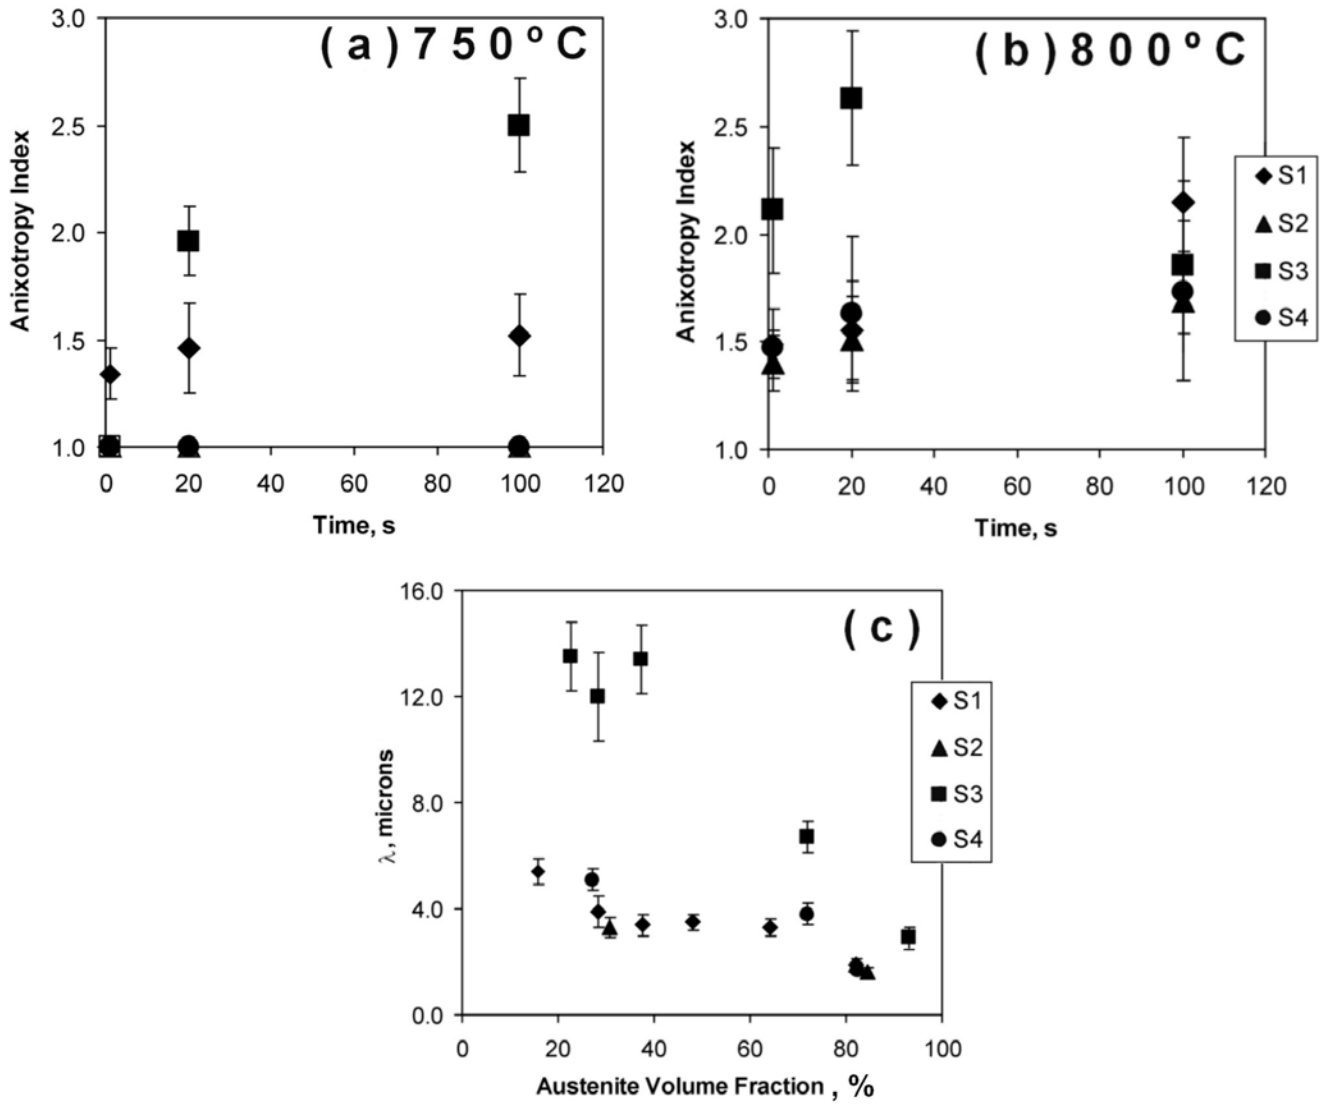 (a)750ºC
3.0
2.5
2.0
1.5
1.0
Anixotropy Index
0 20 40 60 80 100 120
Time, s
(b)800ºC
3.0
2.5
2.0
1.5
1.0
Anixotropy Index
0 20 40 60 80 100 120
Time, s
S1
S2
S3
S4
(c)
16.0
12.0
8.0
4.0
0.0
λ, microns
0 20 40 60 80 100
Austenite Volume Fraction , %
S1
S2
S3
S4